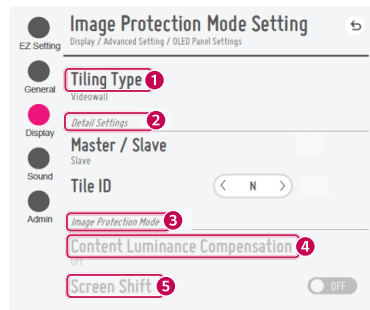 Image Protection Mode Setting
Display / Advanced Setting / OLED Panel Settings
EZ Setting
General
Display
Sound
Admin
Tiling Type 1
Videowall
Detail Settings 2
Master / Slave
Slave
Tile ID
< N >
Image Protection Mode 3
Content Luminance Compensation 4
Off
Screen Shift 5
OFF